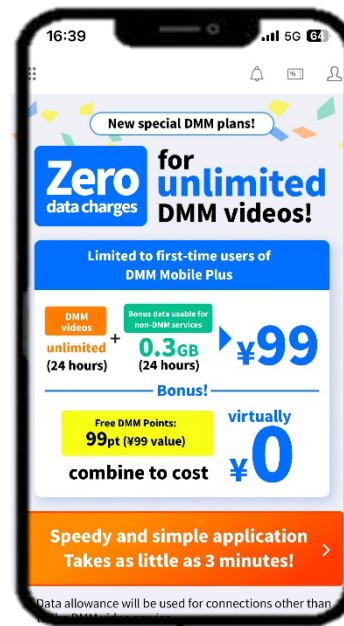 16:39
5G 64
New special DMM plans!
Zero
data charges
for
unlimited
DMM videos!
Limited to first-time users of
DMM Mobile Plus
DMM
videos
unlimited
(24 hours)
+
Bonus data usable for
non-DMM services
0.3GB
(24 hours)
¥99
Bonus!
Free DMM Points:
99pt (¥99 value)
combine to cost
virtually
¥0
Speedy and simple application
Takes as little as 3 minutes!
Data allowance will be used for connections other than